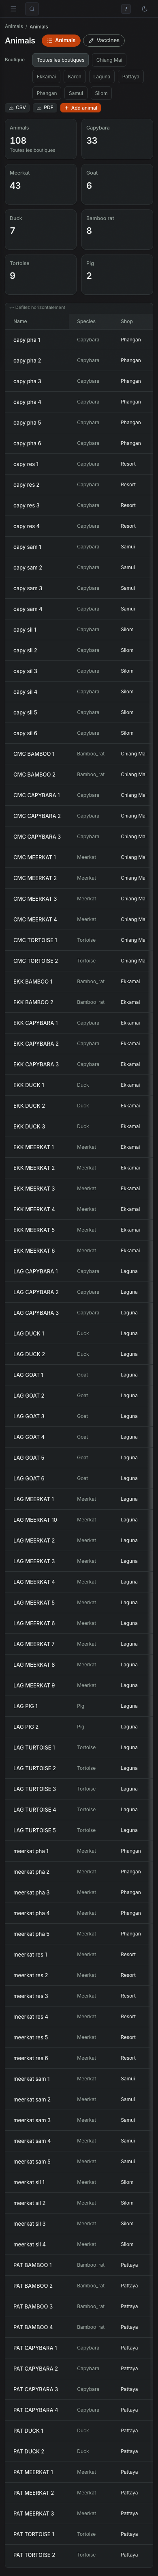 ?
Animals / Animals
Animals Animals Vaccines
Boutique Toutes les boutiques Chiang Mai
Ekkamai Karon Laguna Pattaya
Phangan Samui Silom
CSV PDF + Add animal
Animals Capybara
108 33
Toutes les boutiques
Meerkat Goat
43 6
Duck Bamboo rat
7 8
Tortoise Pig
9 2
↔ Défilez horizontalement
Name Species Shop
capy pha 1 Capybara Phangan
capy pha 2 Capybara Phangan
capy pha 3 Capybara Phangan
capy pha 4 Capybara Phangan
capy pha 5 Capybara Phangan
capy pha 6 Capybara Phangan
capy res 1 Capybara Resort
capy res 2 Capybara Resort
capy res 3 Capybara Resort
capy res 4 Capybara Resort
capy sam 1 Capybara Samui
capy sam 2 Capybara Samui
capy sam 3 Capybara Samui
capy sam 4 Capybara Samui
capy sil 1 Capybara Silom
capy sil 2 Capybara Silom
capy sil 3 Capybara Silom
capy sil 4 Capybara Silom
capy sil 5 Capybara Silom
capy sil 6 Capybara Silom
CMC BAMBOO 1 Bamboo_rat Chiang Mai
CMC BAMBOO 2 Bamboo_rat Chiang Mai
CMC CAPYBARA 1 Capybara Chiang Mai
CMC CAPYBARA 2 Capybara Chiang Mai
CMC CAPYBARA 3 Capybara Chiang Mai
CMC MEERKAT 1 Meerkat Chiang Mai
CMC MEERKAT 2 Meerkat Chiang Mai
CMC MEERKAT 3 Meerkat Chiang Mai
CMC MEERKAT 4 Meerkat Chiang Mai
CMC TORTOISE 1 Tortoise Chiang Mai
CMC TORTOISE 2 Tortoise Chiang Mai
EKK BAMBOO 1 Bamboo_rat Ekkamai
EKK BAMBOO 2 Bamboo_rat Ekkamai
EKK CAPYBARA 1 Capybara Ekkamai
EKK CAPYBARA 2 Capybara Ekkamai
EKK CAPYBARA 3 Capybara Ekkamai
EKK DUCK 1 Duck Ekkamai
EKK DUCK 2 Duck Ekkamai
EKK DUCK 3 Duck Ekkamai
EKK MEERKAT 1 Meerkat Ekkamai
EKK MEERKAT 2 Meerkat Ekkamai
EKK MEERKAT 3 Meerkat Ekkamai
EKK MEERKAT 4 Meerkat Ekkamai
EKK MEERKAT 5 Meerkat Ekkamai
EKK MEERKAT 6 Meerkat Ekkamai
LAG CAPYBARA 1 Capybara Laguna
LAG CAPYBARA 2 Capybara Laguna
LAG CAPYBARA 3 Capybara Laguna
LAG DUCK 1 Duck Laguna
LAG DUCK 2 Duck Laguna
LAG GOAT 1 Goat Laguna
LAG GOAT 2 Goat Laguna
LAG GOAT 3 Goat Laguna
LAG GOAT 4 Goat Laguna
LAG GOAT 5 Goat Laguna
LAG GOAT 6 Goat Laguna
LAG MEERKAT 1 Meerkat Laguna
LAG MEERKAT 10 Meerkat Laguna
LAG MEERKAT 2 Meerkat Laguna
LAG MEERKAT 3 Meerkat Laguna
LAG MEERKAT 4 Meerkat Laguna
LAG MEERKAT 5 Meerkat Laguna
LAG MEERKAT 6 Meerkat Laguna
LAG MEERKAT 7 Meerkat Laguna
LAG MEERKAT 8 Meerkat Laguna
LAG MEERKAT 9 Meerkat Laguna
LAG PIG 1 Pig Laguna
LAG PIG 2 Pig Laguna
LAG TURTOISE 1 Tortoise Laguna
LAG TURTOISE 2 Tortoise Laguna
LAG TURTOISE 3 Tortoise Laguna
LAG TURTOISE 4 Tortoise Laguna
LAG TURTOISE 5 Tortoise Laguna
meerkat pha 1 Meerkat Phangan
meerkat pha 2 Meerkat Phangan
meerkat pha 3 Meerkat Phangan
meerkat pha 4 Meerkat Phangan
meerkat pha 5 Meerkat Phangan
meerkat res 1 Meerkat Resort
meerkat res 2 Meerkat Resort
meerkat res 3 Meerkat Resort
meerkat res 4 Meerkat Resort
meerkat res 5 Meerkat Resort
meerkat res 6 Meerkat Resort
meerkat sam 1 Meerkat Samui
meerkat sam 2 Meerkat Samui
meerkat sam 3 Meerkat Samui
meerkat sam 4 Meerkat Samui
meerkat sam 5 Meerkat Samui
meerkat sil 1 Meerkat Silom
meerkat sil 2 Meerkat Silom
meerkat sil 3 Meerkat Silom
meerkat sil 4 Meerkat Silom
PAT BAMBOO 1 Bamboo_rat Pattaya
PAT BAMBOO 2 Bamboo_rat Pattaya
PAT BAMBOO 3 Bamboo_rat Pattaya
PAT BAMBOO 4 Bamboo_rat Pattaya
PAT CAPYBARA 1 Capybara Pattaya
PAT CAPYBARA 2 Capybara Pattaya
PAT CAPYBARA 3 Capybara Pattaya
PAT CAPYBARA 4 Capybara Pattaya
PAT DUCK 1 Duck Pattaya
PAT DUCK 2 Duck Pattaya
PAT MEERKAT 1 Meerkat Pattaya
PAT MEERKAT 2 Meerkat Pattaya
PAT MEERKAT 3 Meerkat Pattaya
PAT TORTOISE 1 Tortoise Pattaya
PAT TORTOISE 2 Tortoise Pattaya